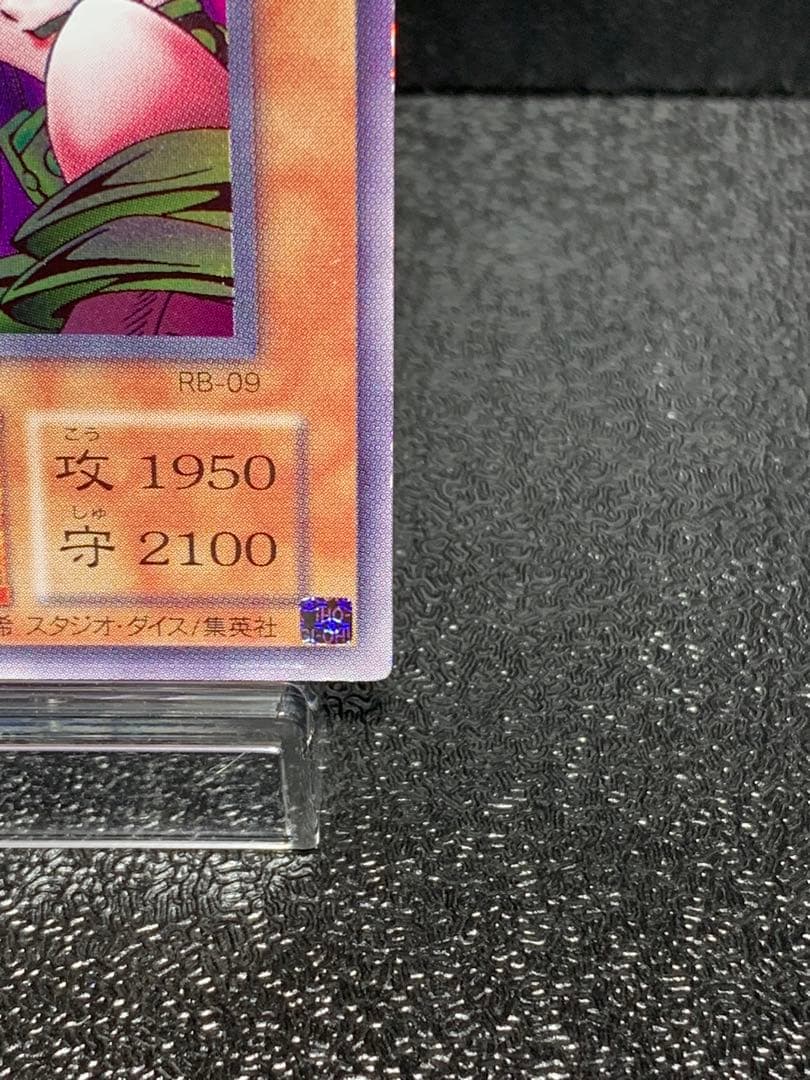 RB-09
こう
攻 1950
しゅ
守 2100
希 スタジオ・ダイス/集英社